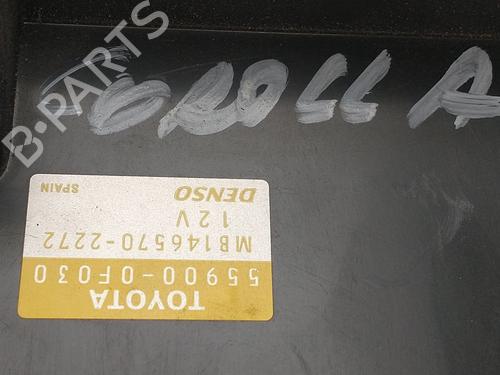 B-PARTS
COROLLA
TOYOTA
55900-0F030
MB146570-2272
12V
DENSO
SPAIN